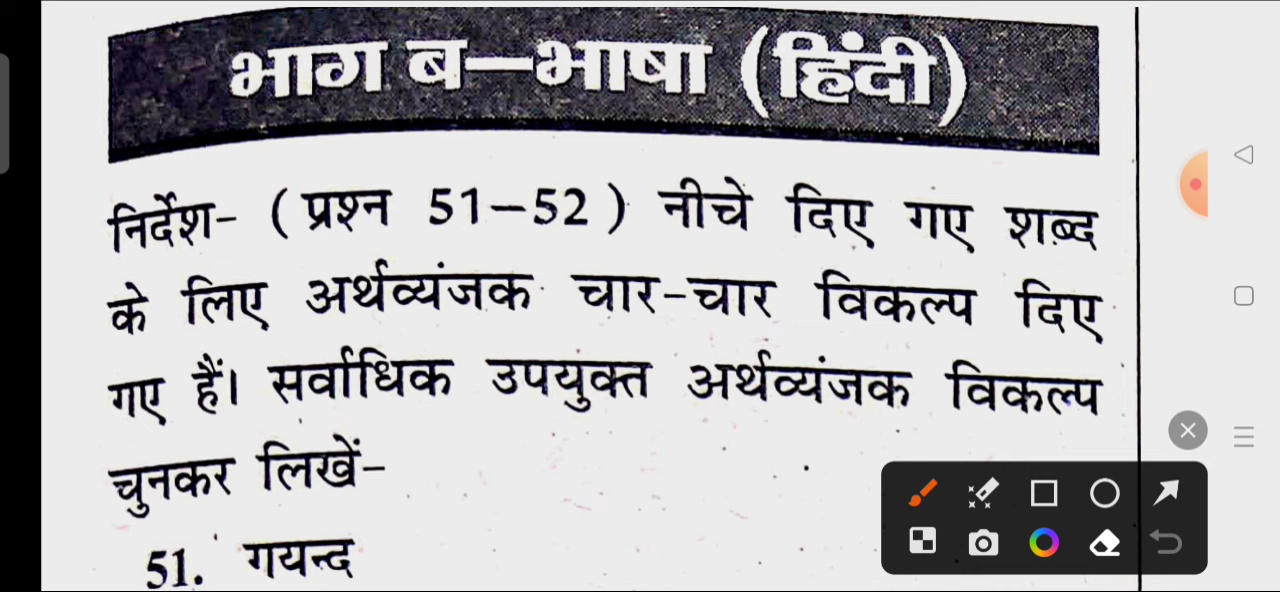 भाग ब—भाषा (हिंदी)
निर्देश- ( प्रश्न 51–52 ) नीचे दिए गए शब्द
के लिए अर्थव्यंजक चार-चार विकल्प दिए
गए हैं। सर्वाधिक उपयुक्त अर्थव्यंजक विकल्प
चुनकर लिखें-
51. गयन्द